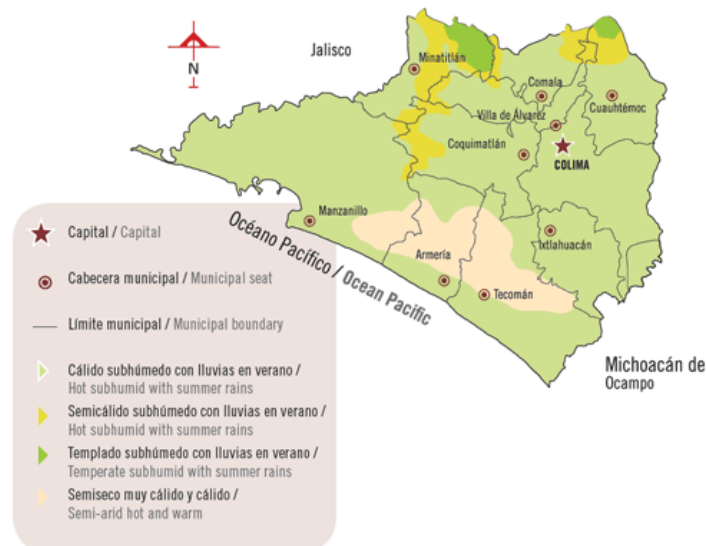 Jalisco
N
Minatitlán
Comala
Cuauhtémoc
Villa de Álvarez
Coquimatlán
COLIMA
Manzanillo
Océano Pacífico / Ocean Pacific
Armería
Ixtlahuacán
Tecomán
Michoacán de
Ocampo
Capital / Capital
Cabecera municipal / Municipal seat
Límite municipal / Municipal boundary
Cálido subhúmedo con lluvias en verano /
Hot subhumid with summer rains
Semicálido subhúmedo con lluvias en verano /
Hot subhumid with summer rains
Templado subhúmedo con lluvias en verano /
Temperate subhumid with summer rains
Semiseco muy cálido y cálido /
Semi-arid hot and warm